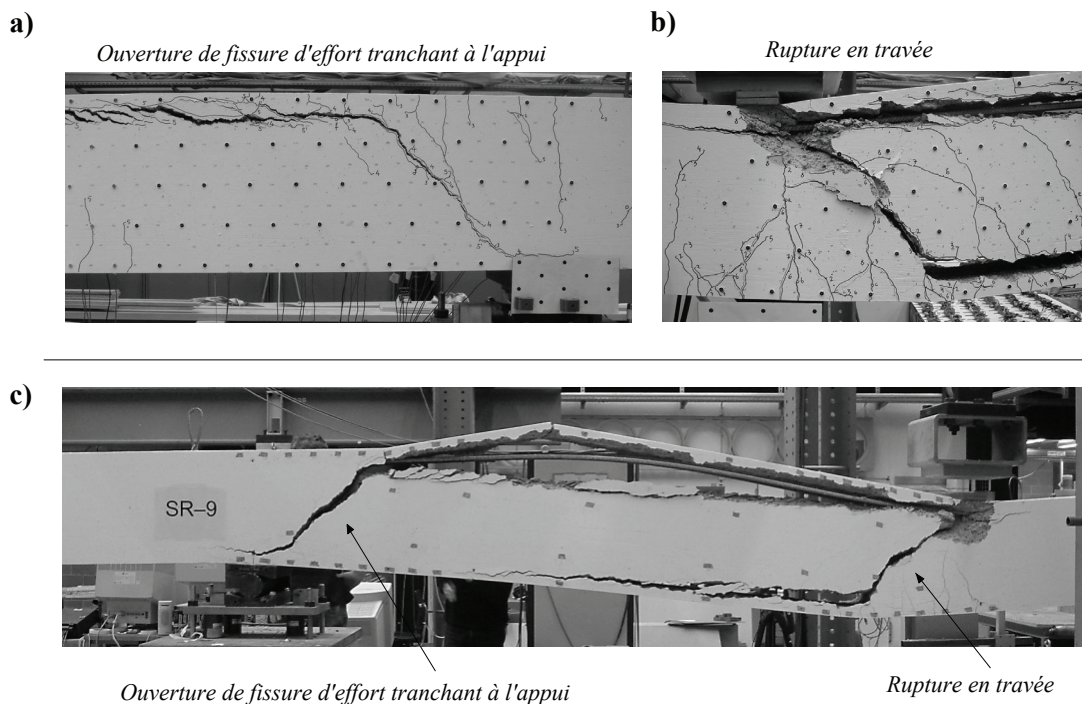 a)
Ouverture de fissure d'effort tranchant à l'appui
b)
Rupture en travée
c)
SR–9
Ouverture de fissure d'effort tranchant à l'appui
Rupture en travée